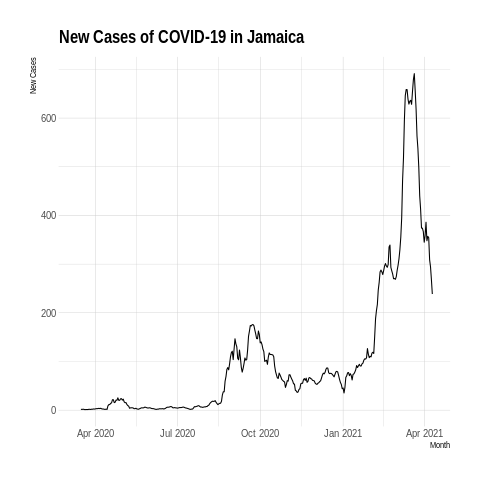 New Cases of COVID-19 in Jamaica
New Cases
600
400
200
0
Apr 2020 Jul 2020 Oct 2020 Jan 2021 Apr 2021
Month